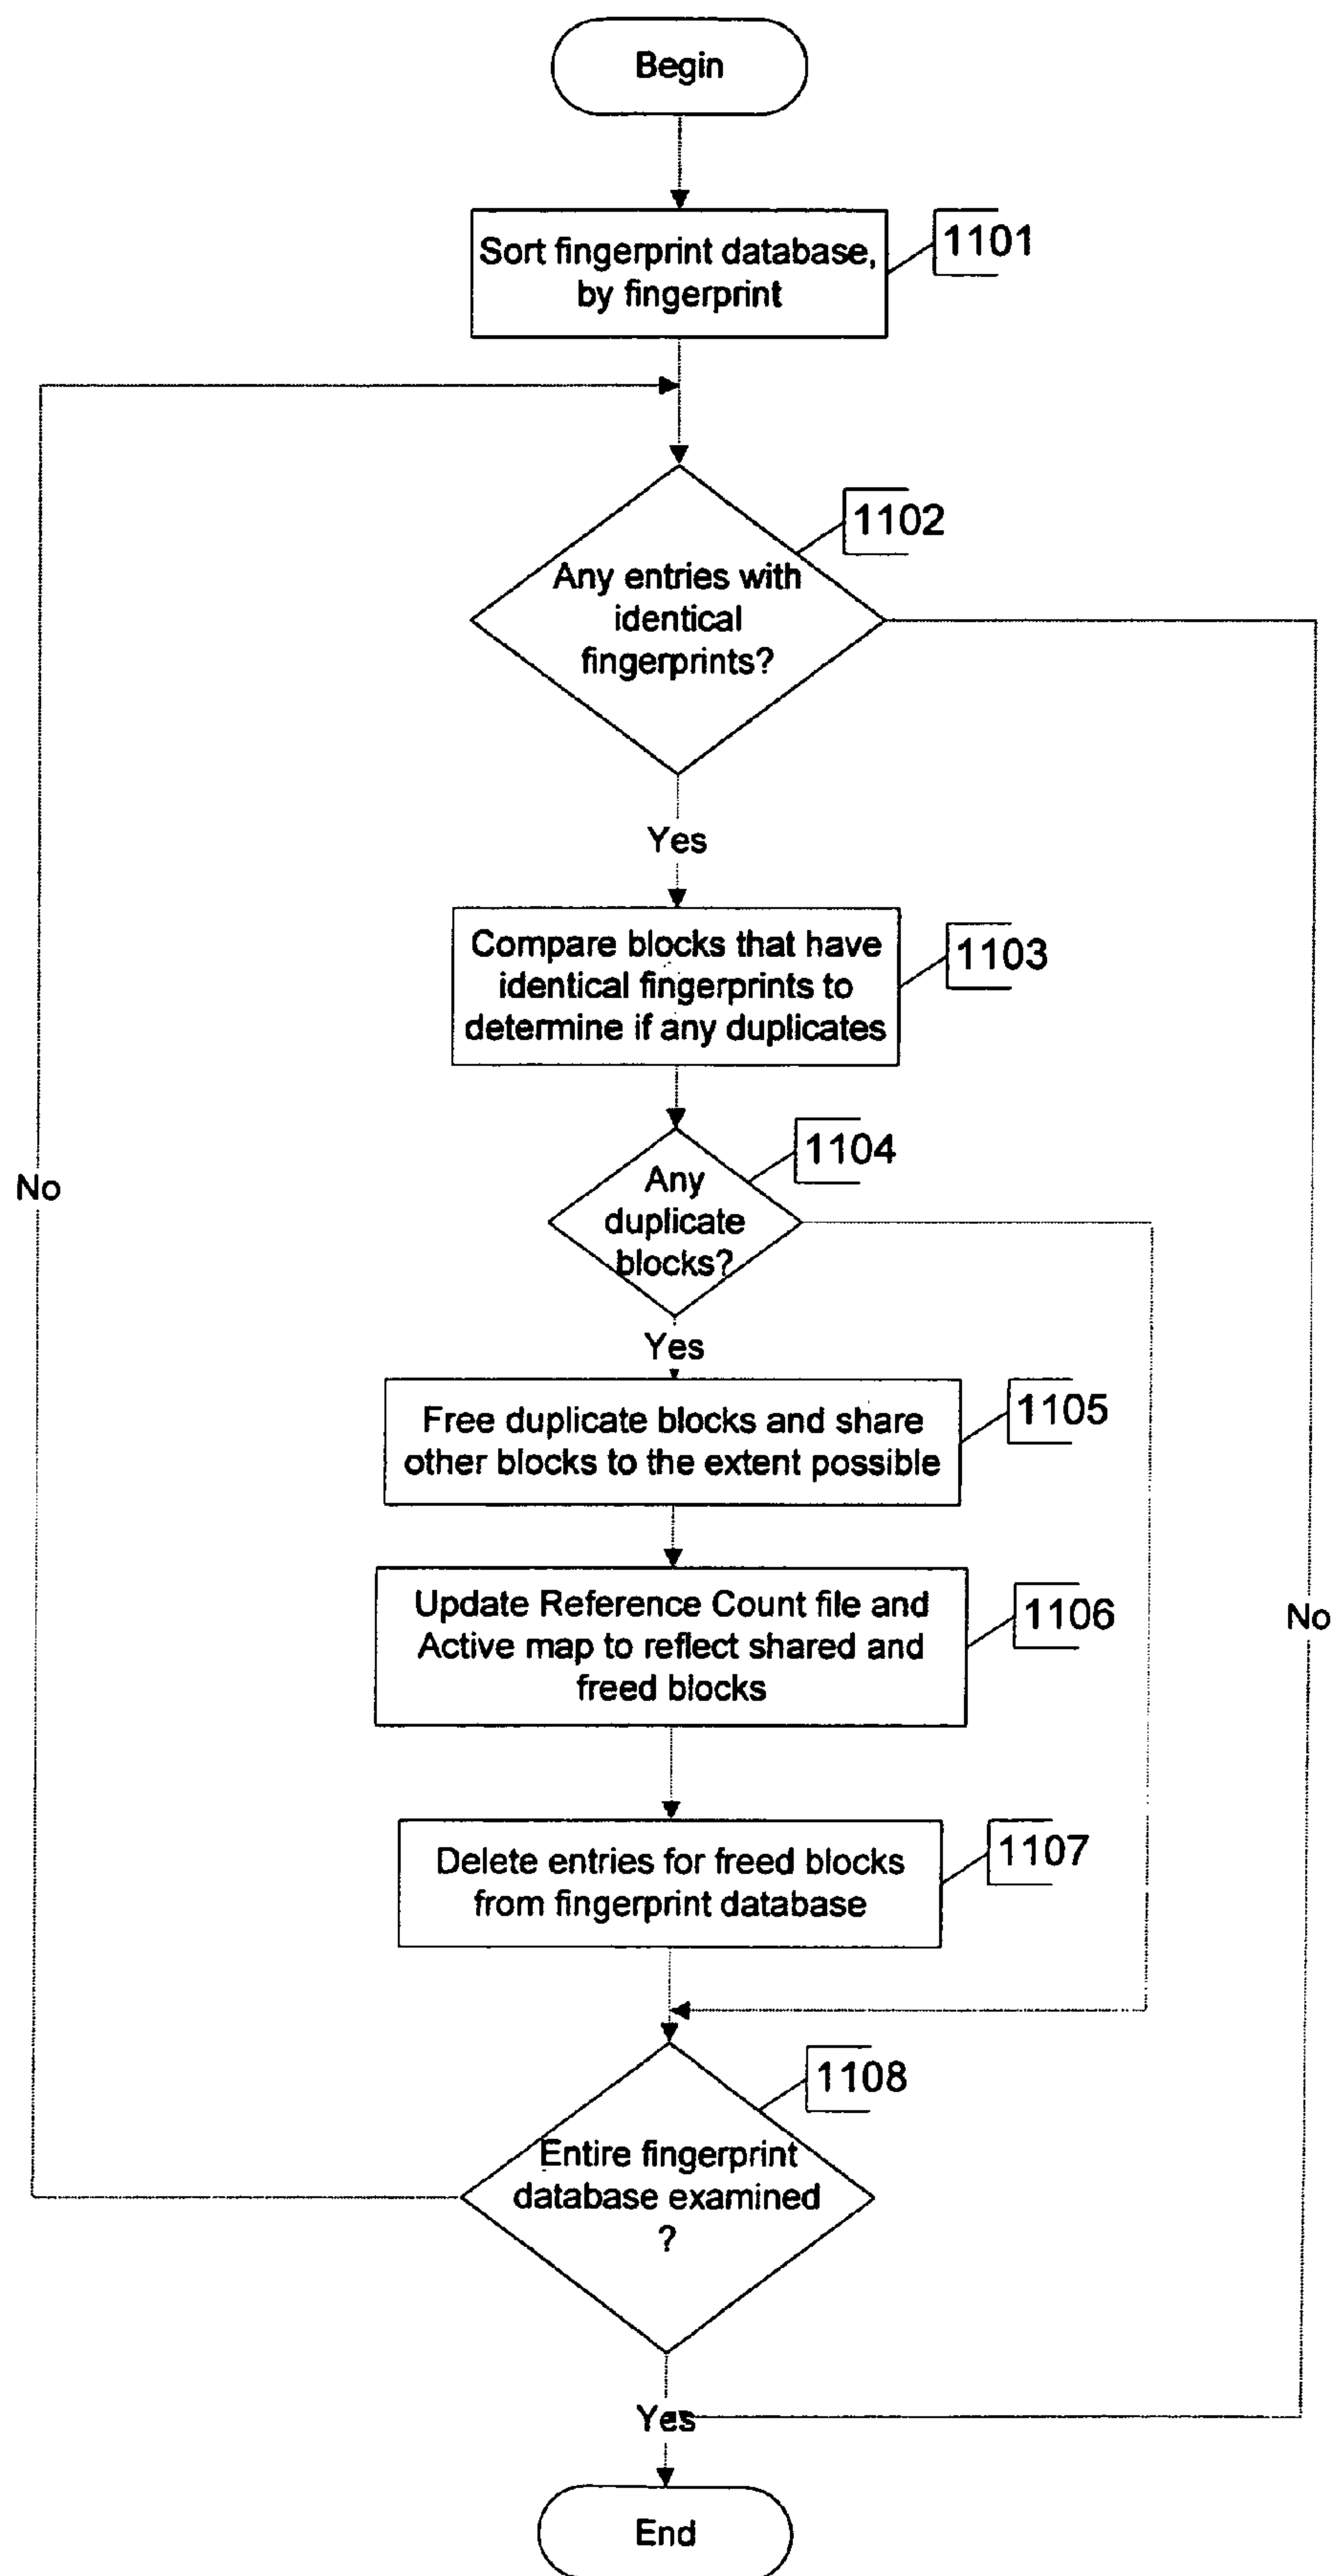 Begin
Sort fingerprint database,
by fingerprint
1101
1102
Any entries with
identical
fingerprints?
Yes
Compare blocks that have
identical fingerprints to
determine if any duplicates
1103
1104
Any
duplicate
blocks?
No
Yes
Free duplicate blocks and share
other blocks to the extent possible
1105
Update Reference Count file and
Active map to reflect shared and
freed blocks
1106
No
Delete entries for freed blocks
from fingerprint database
1107
1108
Entire fingerprint
database examined
?
Yes
End